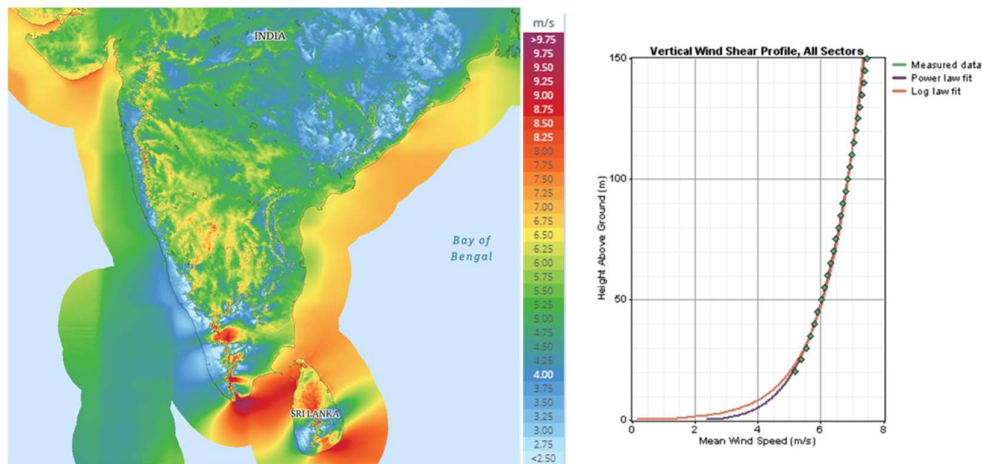 INDIA
Bay of
Bengal
SRI LANKA
m/s
>9.75
9.75
9.50
9.25
9.00
8.75
8.50
8.25
8.00
7.75
7.50
7.25
7.00
6.75
6.50
6.25
6.00
5.75
5.50
5.25
5.00
4.75
4.50
4.25
4.00
3.75
3.50
3.25
3.00
2.75
<2.50
Vertical Wind Shear Profile, All Sectors
150
100
50
0
Height Above Ground (m)
0 2 4 6 8
Mean Wind Speed (m/s)
Measured data
Power law fit
Log law fit